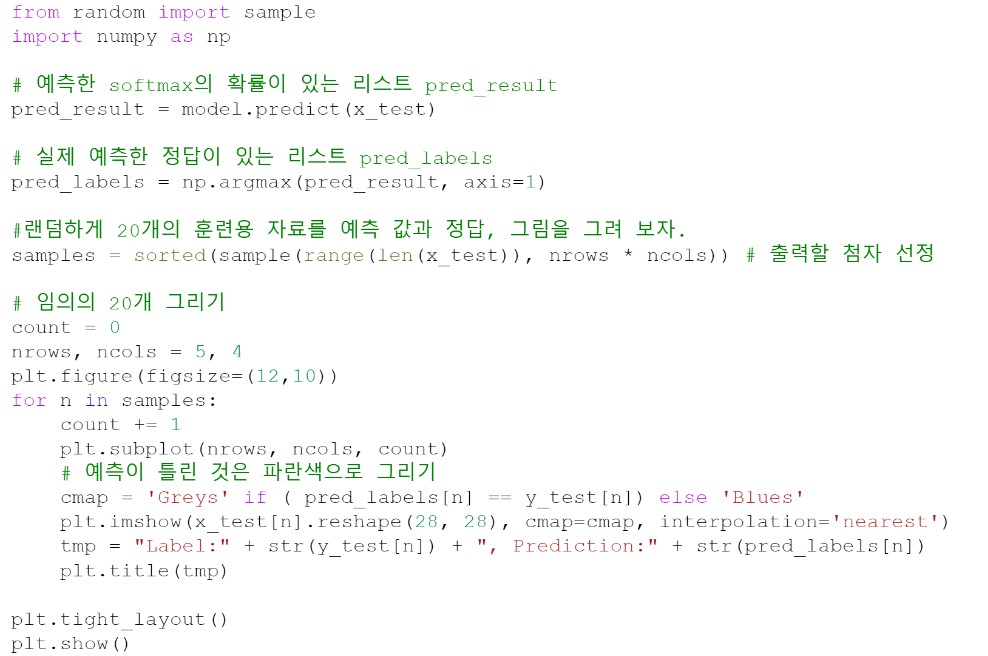 from random import sample
import numpy as np
# 예측한 softmax의 확률이 있는 리스트 pred_result
pred_result = model.predict(x_test)
# 실제 예측한 정답이 있는 리스트 pred_labels
pred_labels = np.argmax(pred_result, axis=1)
#랜덤하게 20개의 훈련용 자료를 예측 값과 정답, 그림을 그려 보자.
samples = sorted(sample(range(len(x_test)), nrows * ncols)) # 출력할 첨자 선정
# 임의의 20개 그리기
count = 0
nrows, ncols = 5, 4
plt.figure(figsize=(12,10))
for n in samples:
    count += 1
    plt.subplot(nrows, ncols, count)
    # 예측이 틀린 것은 파란색으로 그리기
    cmap = 'Greys' if ( pred_labels[n] == y_test[n]) else 'Blues'
    plt.imshow(x_test[n].reshape(28, 28), cmap=cmap, interpolation='nearest')
    tmp = "Label:" + str(y_test[n]) + ", Prediction:" + str(pred_labels[n])
    plt.title(tmp)
plt.tight_layout()
plt.show()